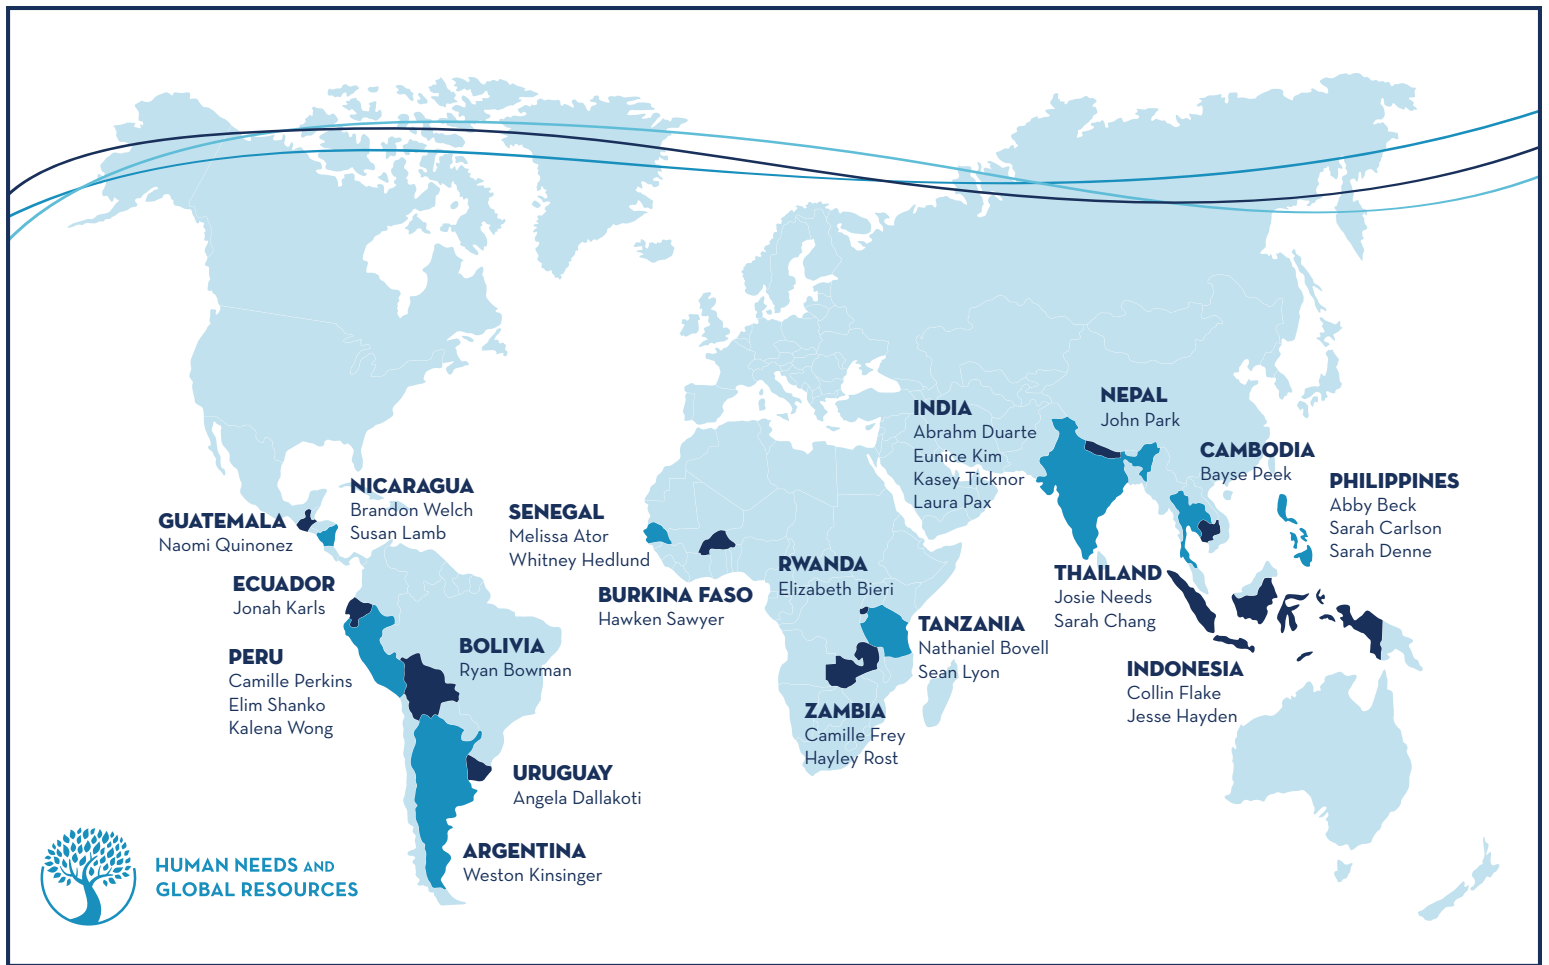 NEPAL
John Park
INDIA
Abrahm Duarte
Eunice Kim
Kasey Ticknor
Laura Pax
CAMBODIA
Bayse Peek
PHILIPPINES
Abby Beck
Sarah Carlson
Sarah Denne
NICARAGUA
Brandon Welch
Susan Lamb
GUATEMALA
Naomi Quinonez
SENEGAL
Melissa Ator
Whitney Hedlund
ECUADOR
Jonah Karls
BURKINA FASO
Hawken Sawyer
RWANDA
Elizabeth Bieri
THAILAND
Josie Needs
Sarah Chang
TANZANIA
Nathaniel Bovell
Sean Lyon
PERU
Camille Perkins
Elim Shanko
Kalena Wong
BOLIVIA
Ryan Bowman
INDONESIA
Collin Flake
Jesse Hayden
ZAMBIA
Camille Frey
Hayley Rost
URUGUAY
Angela Dallakoti
ARGENTINA
Weston Kinsinger
HUMAN NEEDS AND
GLOBAL RESOURCES